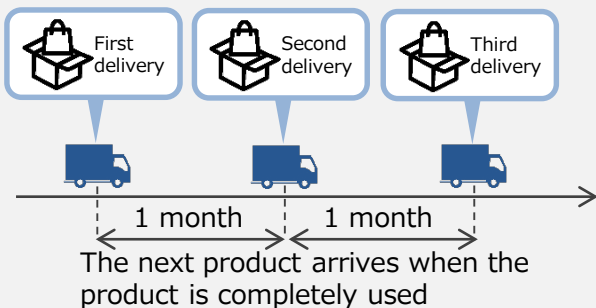 First
delivery
Second
delivery
Third
delivery
1 month
1 month
The next product arrives when the
product is completely used